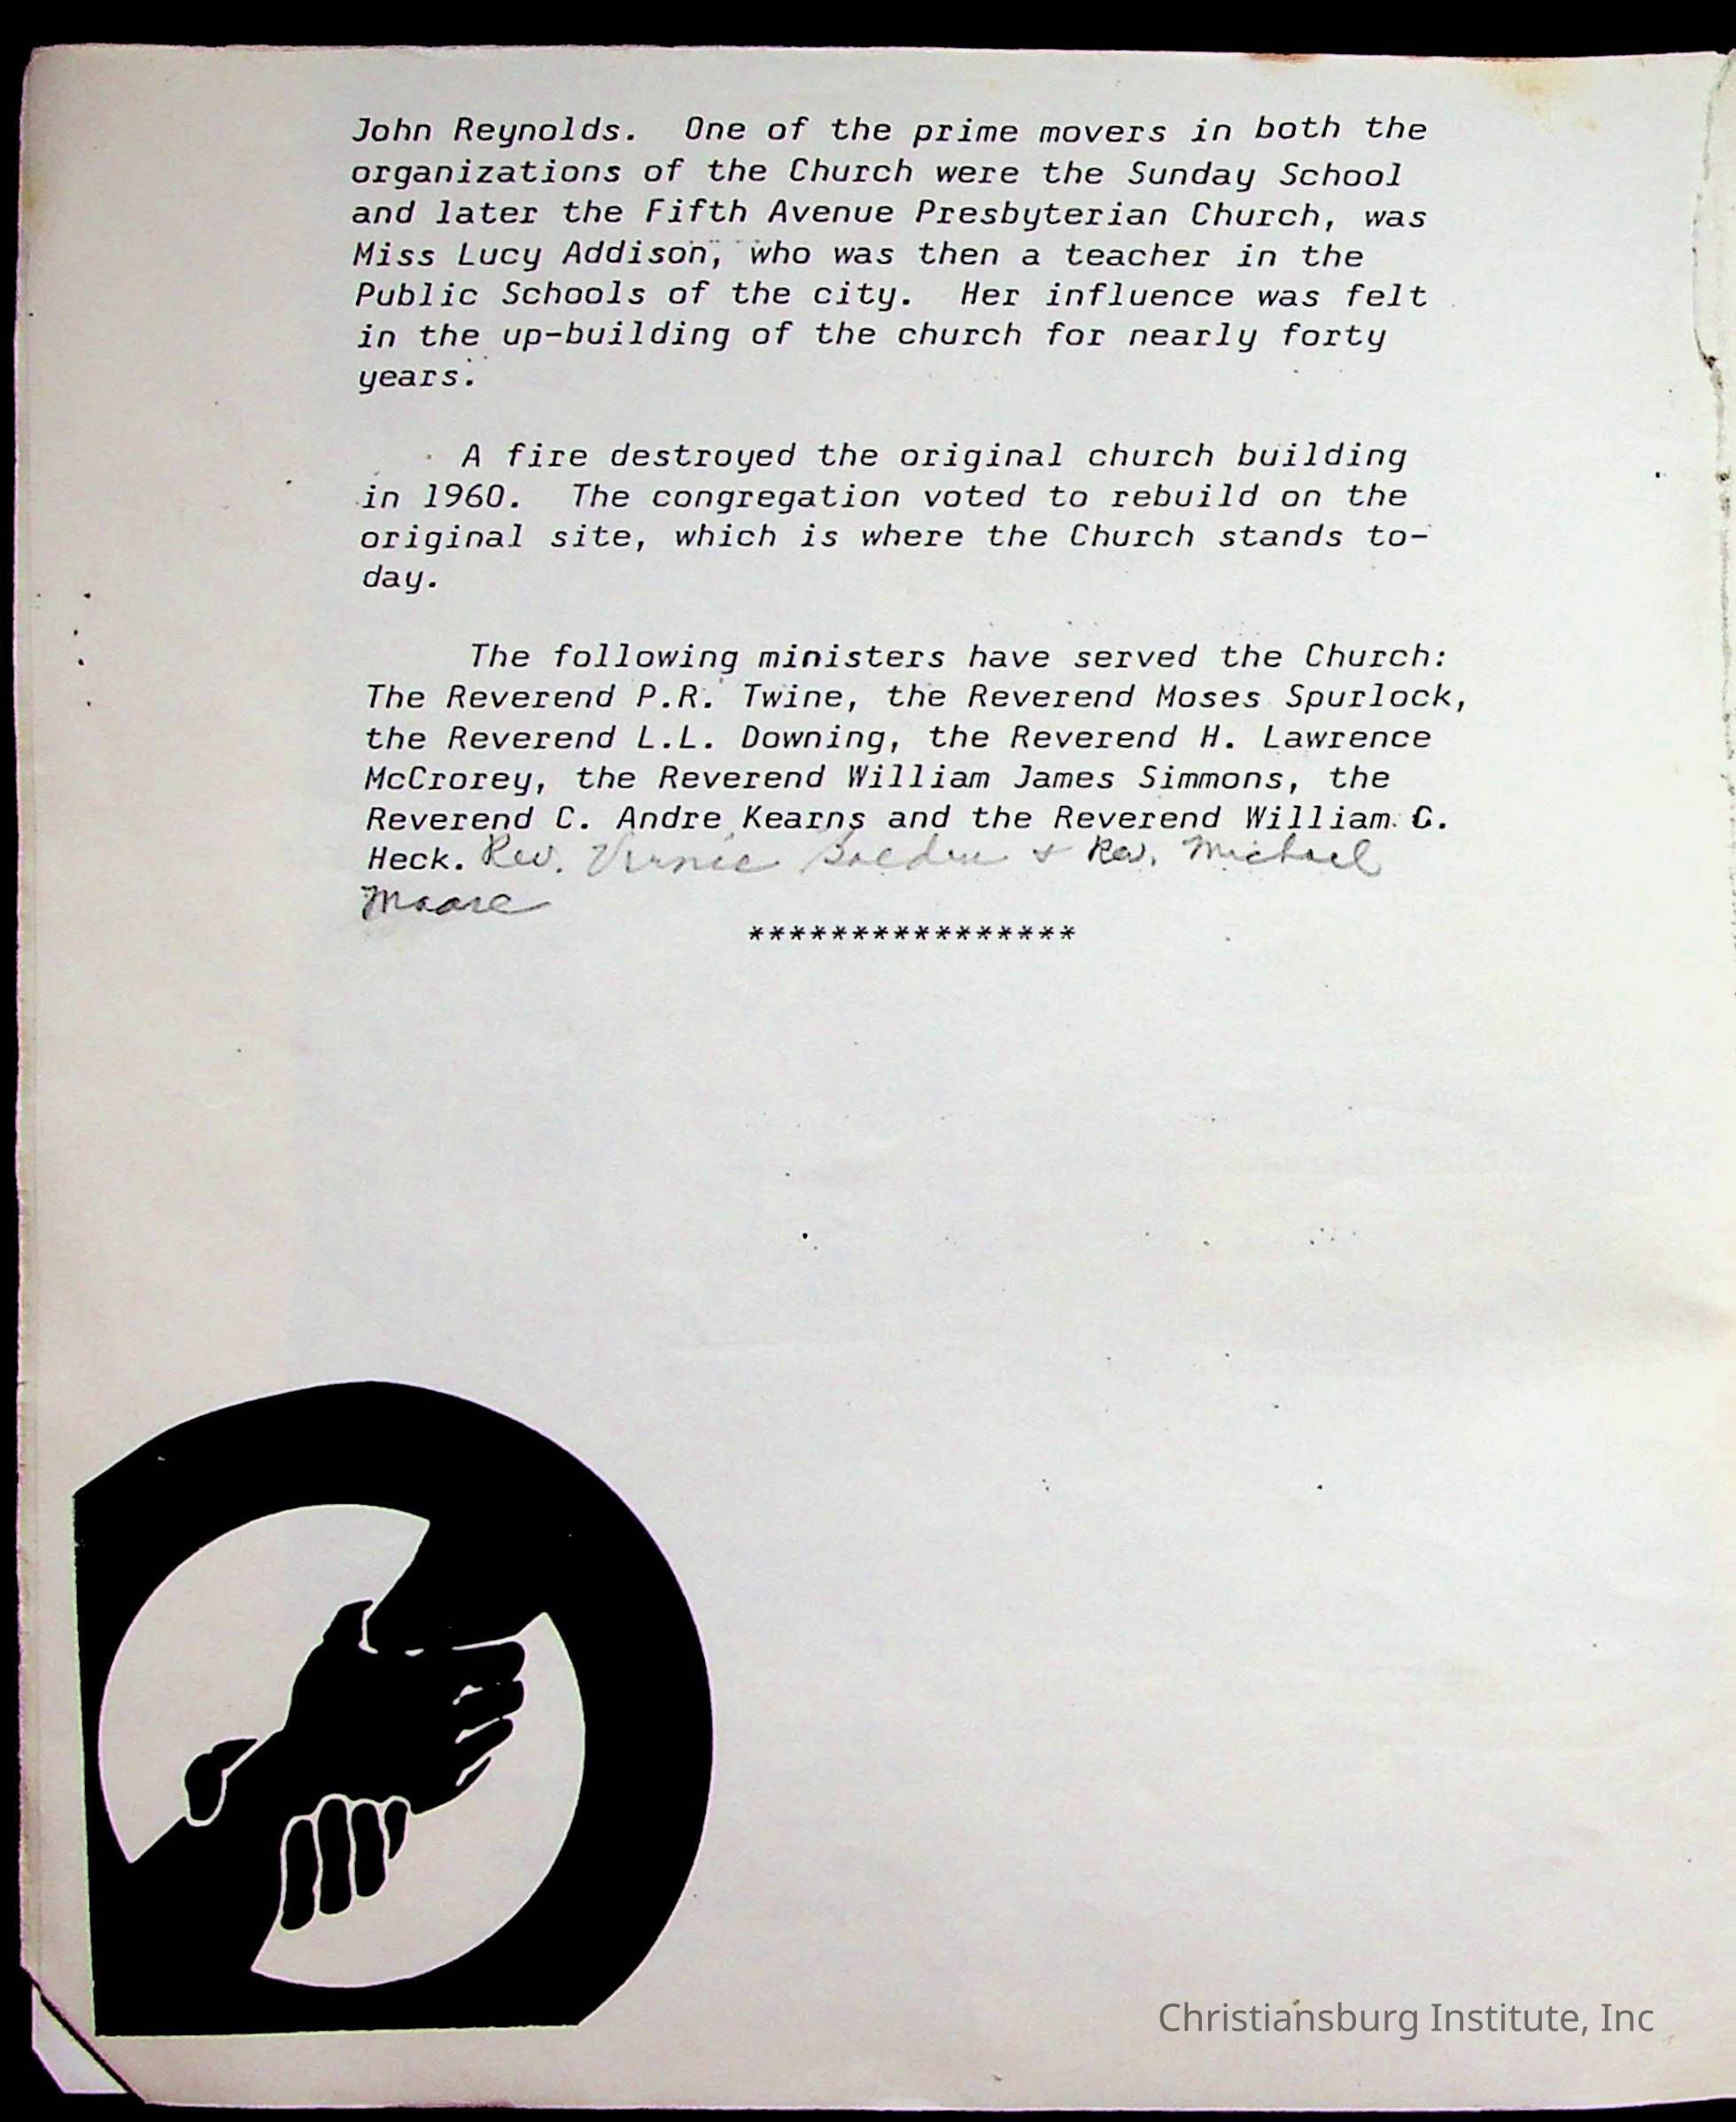 John Reynolds. One of the prime movers in both the
organizations of the Church were the Sunday School
and later the Fifth Avenue Presbyterian Church, was
Miss Lucy Addison, who was then a teacher in the
Public Schools of the city. Her influence was felt
in the up-building of the church for nearly forty
years.
A fire destroyed the original church building
in 1960. The congregation voted to rebuild on the
original site, which is where the Church stands to-
day.
The following ministers have served the Church:
The Reverend P.R. Twine, the Reverend Moses Spurlock,
the Reverend L.L. Downing, the Reverend H. Lawrence
McCrorey, the Reverend William James Simmons, the
Reverend C. Andre Kearns and the Reverend William C.
Heck. Rev. Vernie & Rev. Michael
Moore
****************
Christiansburg Institute, Inc